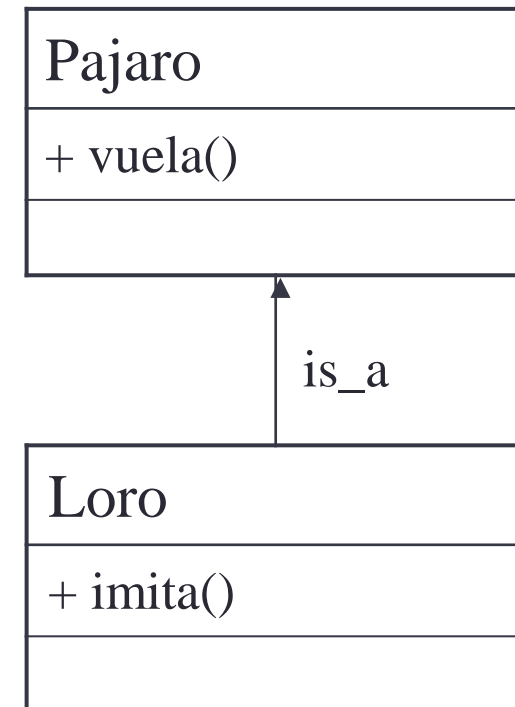 Pajaro
+ vuela()
is_a
Loro
+ imita()